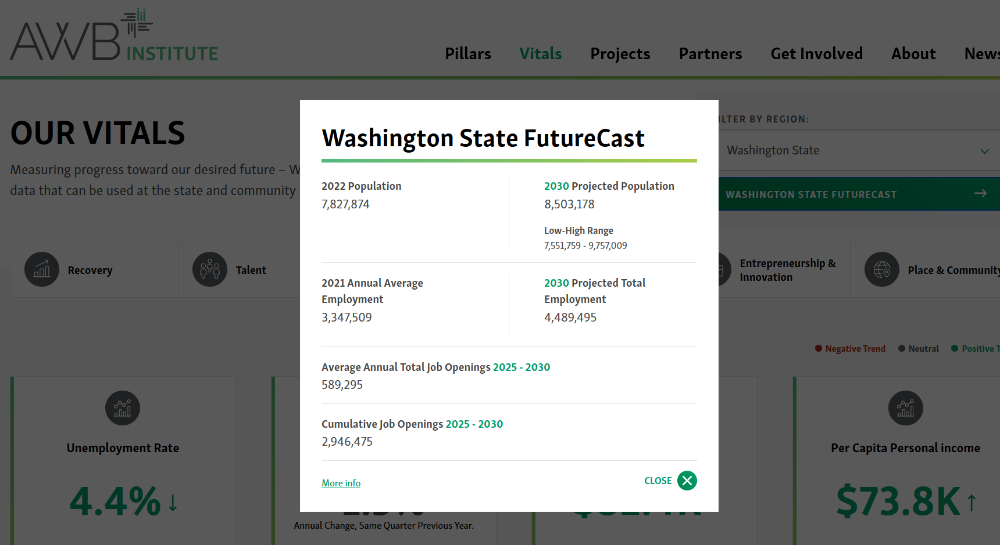 AWB
INSTITUTE
Pillars
Vitals
Projects
Partners
Get Involved
About
News
OUR VITALS
Measuring progress toward our desired future –
data that can be used at the state and community
FILTER BY REGION:
Washington State
WASHINGTON STATE FUTURECAST
Recovery
Talent
Entrepreneurship &
Innovation
Place & Community
Negative Trend
Neutral
Positive
Washington State FutureCast
2022 Population
7,827,874
2030 Projected Population
8,503,178
Low-High Range
7,551,759 - 9,757,009
2021 Annual Average
Employment
3,347,509
2030 Projected Total
Employment
4,489,495
Average Annual Total Job Openings 2025 - 2030
589,295
Cumulative Job Openings 2025 - 2030
2,946,475
More info
CLOSE
Unemployment Rate
4.4%
Annual Change, Same Quarter Previous Year.
Per Capita Personal income
$73.8K